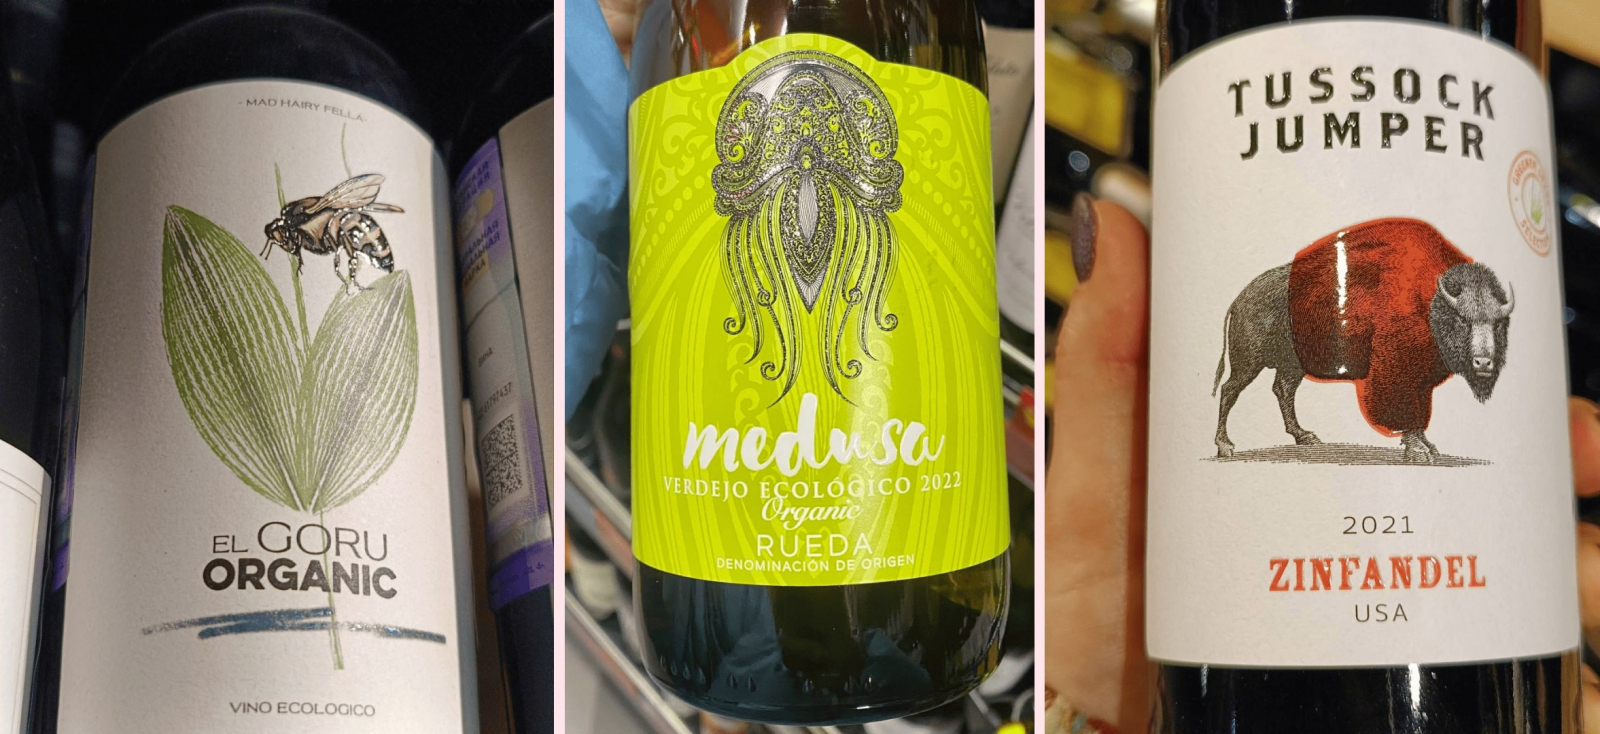 - MAD HAIRY FELLA -
EL GORU
ORGANIC
VINO ECOLOGICO
medusa
VERDEJO ECOLÓGICO 2022
Organic
RUEDA
DENOMINACIÓN DE ORIGEN
TUSSOCK
JUMPER
2021
ZINFANDEL
USA